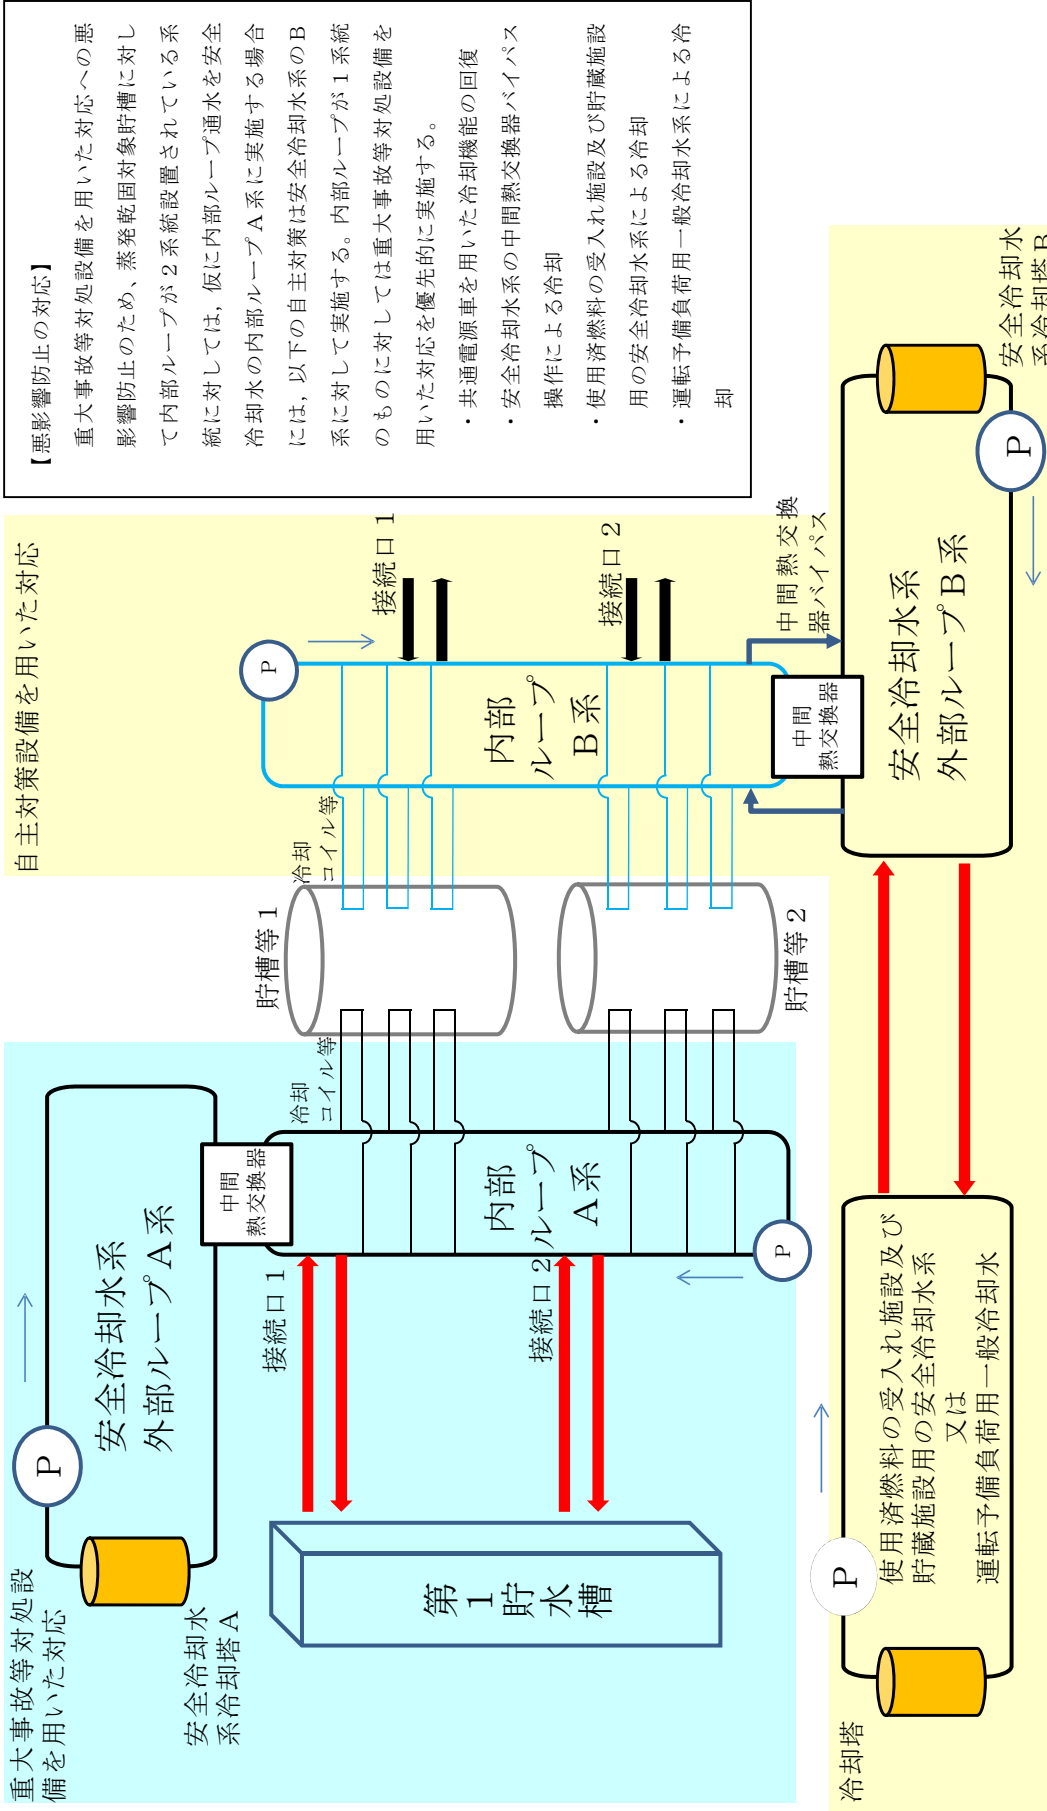 重大事故等対処設
備を用いた対応
安全冷却水
系冷却塔A
P
安全冷却水系
外部ループA系
中間
熱交換器
接続口1
接続口2
第1貯水槽
内部
ループ
A系
P
冷却
コイル等
貯槽等1
貯槽等2
自主対策設備を用いた対応
冷却
コイル等
P
内部
ループ
B系
接続口1
接続口2
中間熱交換
器バイパス
中間
熱交換器
安全冷却水系
外部ループB系
P
安全冷却水
系冷却塔B
冷却塔
P
使用済燃料の受入れ施設及び
貯蔵施設用の安全冷却水系
又は
運転予備負荷用一般冷却水
【悪影響防止の対応】
重大事故等対処設備を用いた対応への悪
影響防止のため、蒸発乾固対象貯槽に対し
て内部ループが2系統設置されている系
統に対しては,仮に内部ループ通水を安全
冷却水の内部ループA系に実施する場合
には,以下の自主対策は安全冷却水系のB
系に対して実施する。内部ループが1系統
のものに対しては重大事故等対処設備を
用いた対応を優先的に実施する。
・共通電源車を用いた冷却機能の回復
・安全冷却水系の中間熱交換器バイパス
操作による冷却
・使用済燃料の受入れ施設及び貯蔵施設
用の安全冷却水系による冷却
・運転予備負荷用一般冷却水系による冷
却